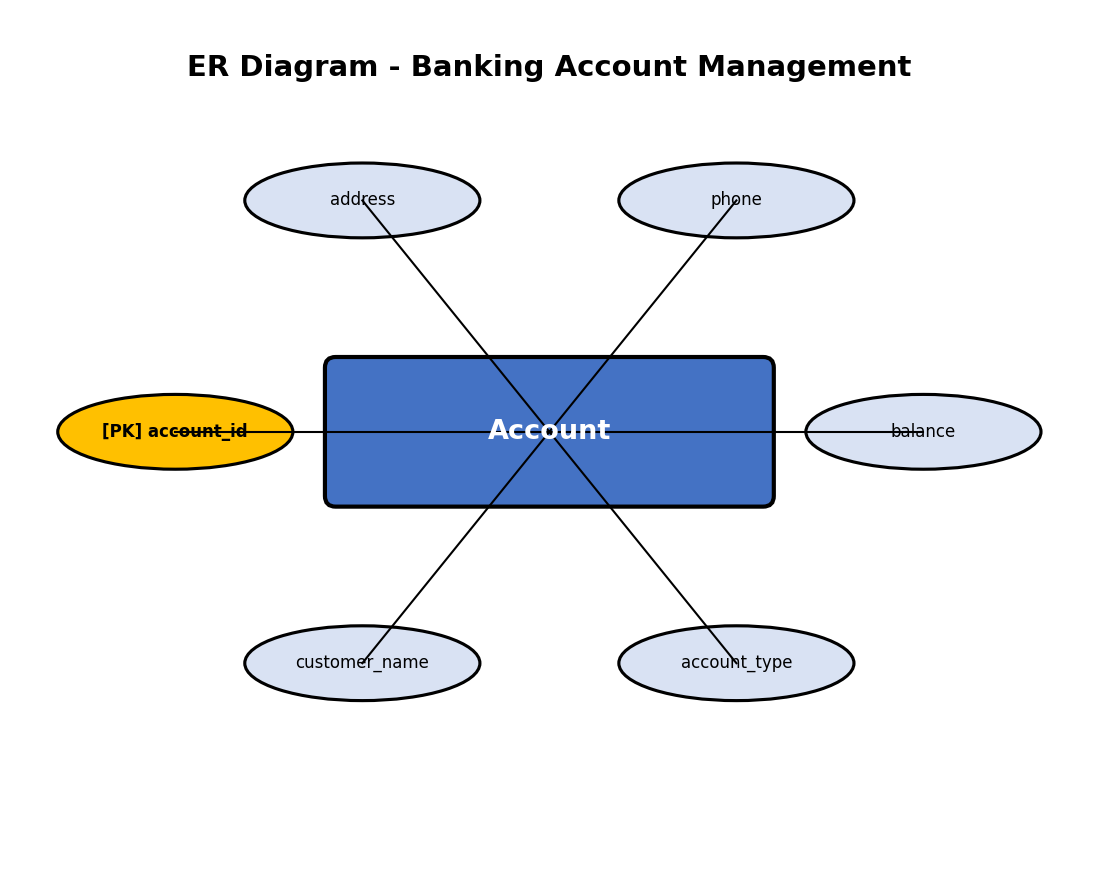 ER Diagram - Banking Account Management
address
phone
[PK] account_id
Account
balance
customer_name
account_type